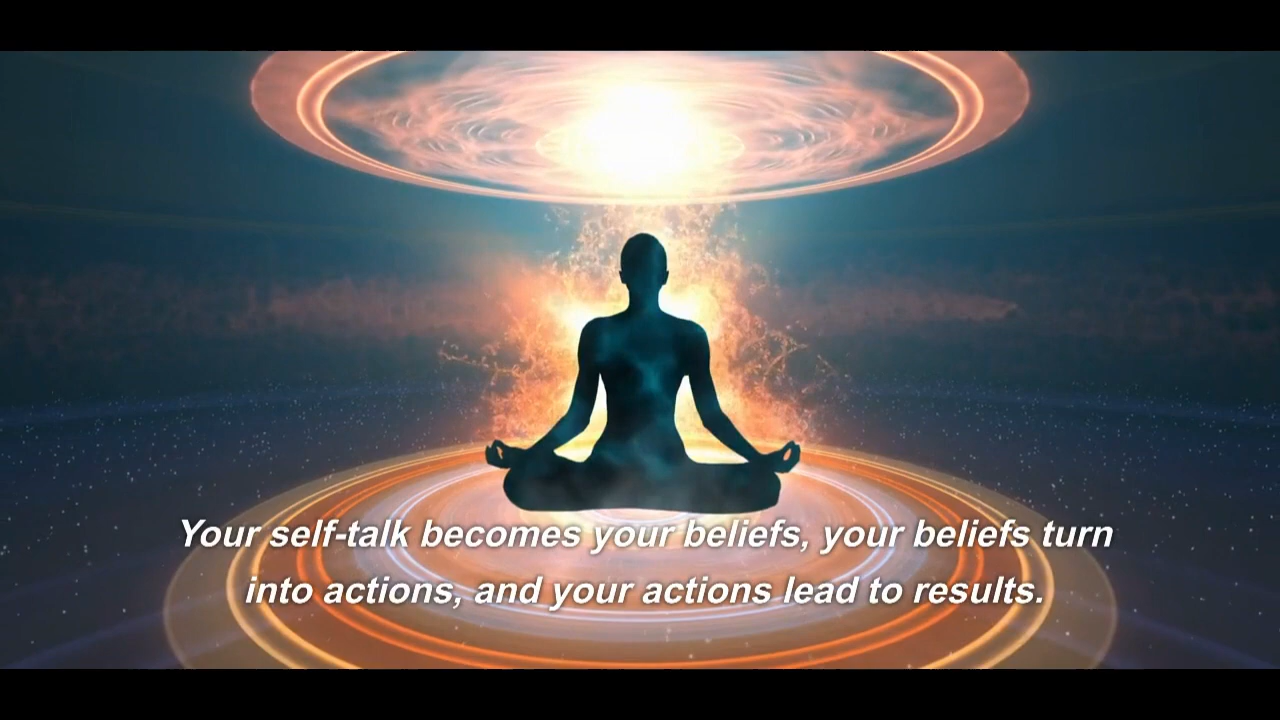 Your self-talk becomes your beliefs, your beliefs turn
into actions, and your actions lead to results.